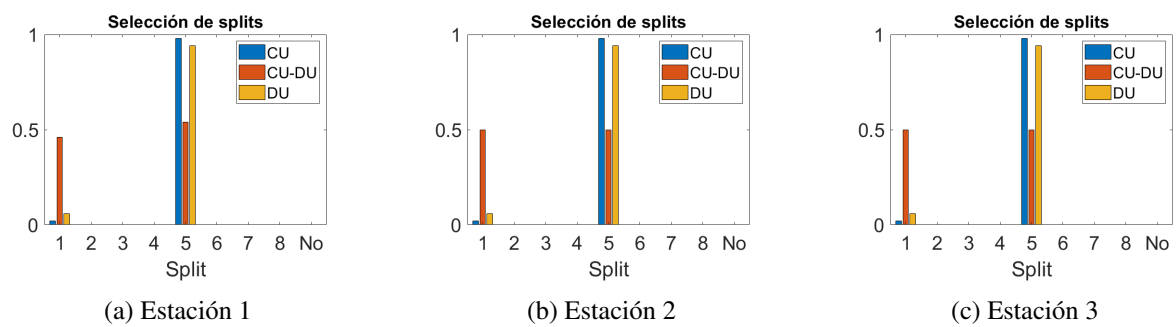 Selección de splits
1
CU
CU-DU
DU
0.5
0
1 2 3 4 5 6 7 8 No
Split
(a) Estación 1
Selección de splits
1
CU
CU-DU
DU
0.5
0
1 2 3 4 5 6 7 8 No
Split
(b) Estación 2
Selección de splits
1
CU
CU-DU
DU
0.5
0
1 2 3 4 5 6 7 8 No
Split
(c) Estación 3